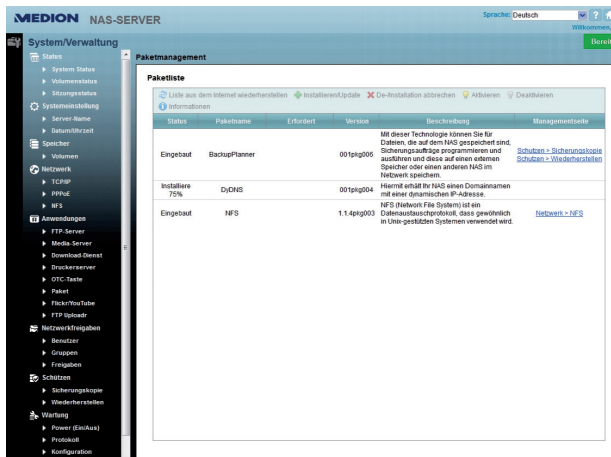 MEDION NAS-SERVER
Sprache: Deutsch
Willkommen,
System/Verwaltung
Bereit
Status
System Status
Volumenstatus
Sitzungsstatus
Systemeinstellung
Server-Name
Datum/Uhrzeit
Speicher
Volumen
Netzwerk
TCP/IP
PPPoE
NFS
Anwendungen
FTP-Server
Media-Server
Download-Dienst
Druckerserver
OTC-Taste
Paket
Flickr/YouTube
FTP Uploadr
Netzwerkfreigaben
Benutzer
Gruppen
Freigaben
Schützen
Sicherungskopie
Wiederherstellen
Wartung
Power (Ein/Aus)
Protokoll
Konfiguration
Paketmanagement
Paketliste
Liste aus dem Internet wiederherstellen Installieren/Update De-Installation abbrechen Aktivieren Deaktivieren
Informationen
Status Paketname Erfordert Version Beschreibung Managementseite
Eingebaut BackupPlanner 001pkg006
Mit dieser Technologie können Sie für
Dateien, die auf dem NAS gespeichert sind,
Sicherungsaufträge programmieren und
ausführen und diese auf einen externen
Speicher oder einen anderen NAS im
Netzwerk speichern.
Schutzen > Sicherungskopie
Schutzen > Wiederherstellen
Installiere
75%
DyDNS 001pkg004
Hiermit erhält Ihr NAS einen Domainnamen
mit einer dynamischen IP-Adresse.
Eingebaut NFS 1.1.4pkg003
NFS (Network File System) ist ein
Datenaustauschprotokoll, dass gewöhnlich
in Unix-gestützten Systemen verwendet wird.
Netzwerk > NFS